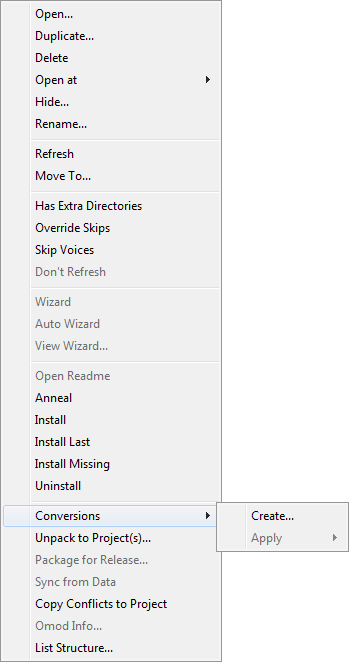 Open...
Duplicate...
Delete
Open at
Hide...
Rename...
Refresh
Move To...
Has Extra Directories
Override Skips
Skip Voices
Don't Refresh
Wizard
Auto Wizard
View Wizard...
Open Readme
Anneal
Install
Install Last
Install Missing
Uninstall
Conversions
Create...
Unpack to Project(s)...
Apply
Package for Release...
Sync from Data
Copy Conflicts to Project
Omod Info...
List Structure...